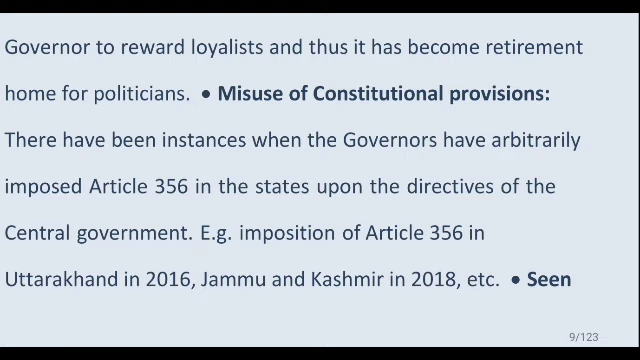 Governor to reward loyalists and thus it has become retirement
home for politicians. ● Misuse of Constitutional provisions:
There have been instances when the Governors have arbitrarily
imposed Article 356 in the states upon the directives of the
Central government. E.g. imposition of Article 356 in
Uttarakhand in 2016, Jammu and Kashmir in 2018, etc. ● Seen
9/123